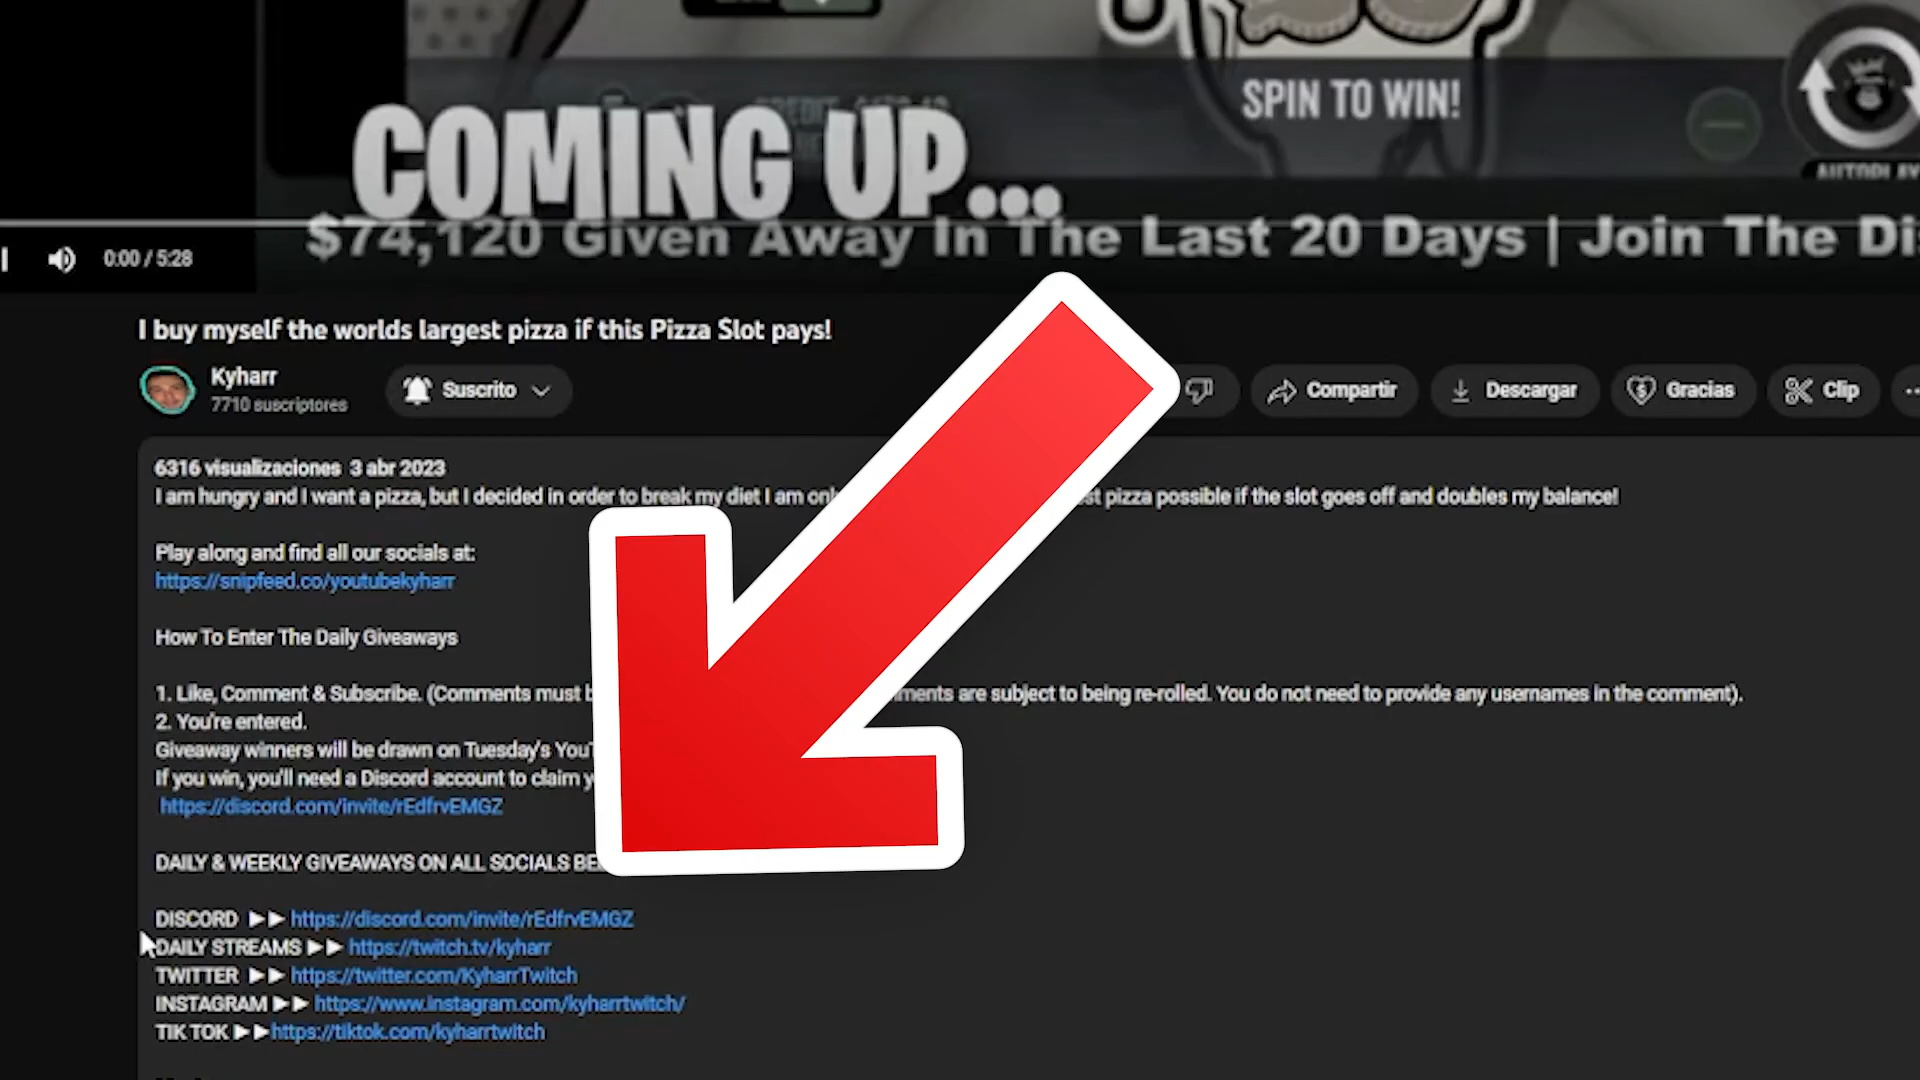 SPIN TO WIN!
COMING UP...
AUTOPLAY
$74,120 Given Away In The Last 20 Days | Join The Di
0:00 / 5:28
I buy myself the worlds largest pizza if this Pizza Slot pays!
Kyharr
7710 suscriptores
Suscrito
Compartir
Descargar
Gracias
Clip
6316 visualizaciones 3 abr 2023
I am hungry and I want a pizza, but I decided in order to break my diet I am only pizza possible if the slot goes off and doubles my balance!
Play along and find all our socials at:
https://snipfeed.co/youtubekyharr
How To Enter The Daily Giveaways
1. Like, Comment & Subscribe. (Comments must are subject to being re-rolled. You do not need to provide any usernames in the comment).
2. You're entered.
Giveaway winners will be drawn on Tuesday's
If you win, you'll need a Discord account to claim
https://discord.com/invite/rEdfrvEMGZ
DAILY & WEEKLY GIVEAWAYS ON ALL SOCIALS
DISCORD ►► https://discord.com/invite/rEdfrvEMGZ
DAILY STREAMS ►► https://twitch.tv/kyharr
TWITTER ►► https://twitter.com/KyharrTwitch
INSTAGRAM ►► https://www.instagram.com/kyharrtwitch/
TIK TOK ►►https://tiktok.com/kyharrtwitch